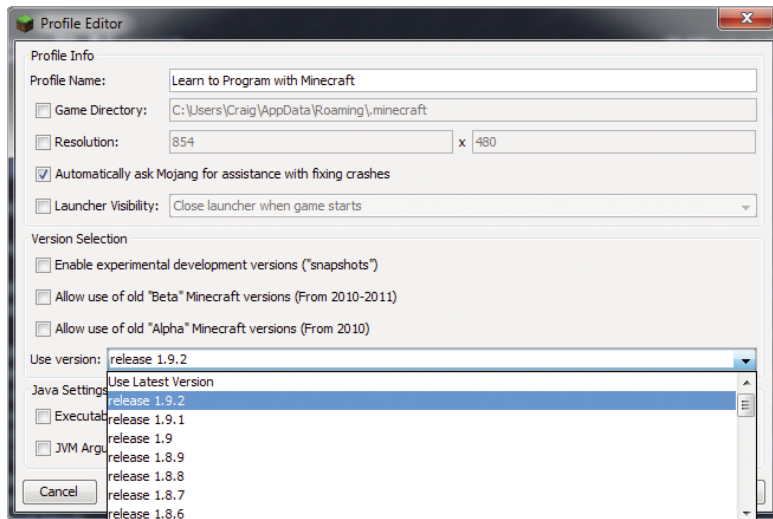 Profile Editor
Profile Info
Profile Name: Learn to Program with Minecraft
Game Directory: C:\Users\Craig\AppData\Roaming\.minecraft
Resolution: 854 x 480
Automatically ask Mojang for assistance with fixing crashes
Launcher Visibility: Close launcher when game starts
Version Selection
Enable experimental development versions ("snapshots")
Allow use of old "Beta" Minecraft versions (From 2010-2011)
Allow use of old "Alpha" Minecraft versions (From 2010)
Use version: release 1.9.2
Use Latest Version
Java Settings
release 1.9.2
Executab
release 1.9.1
release 1.9
JVM Argu
release 1.8.9
release 1.8.8
Cancel
release 1.8.7
release 1.8.6